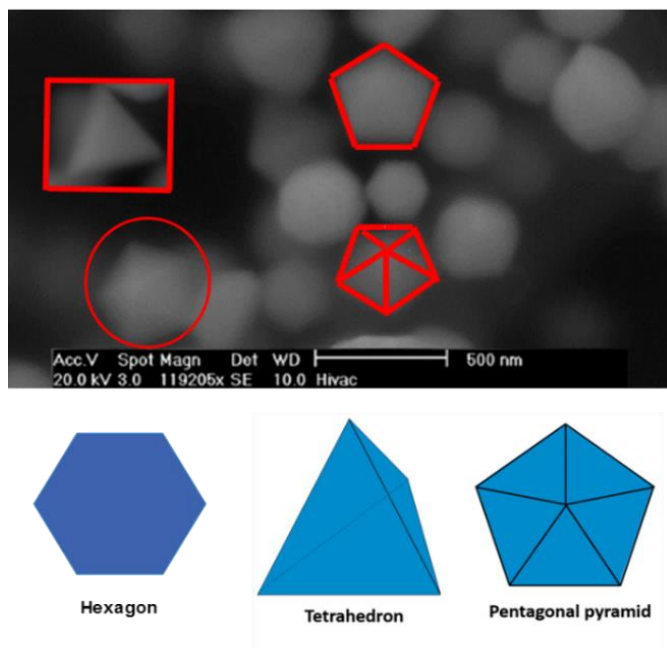 Acc.V Spot Magn Det WD 500 nm
20.0 kV 3.0 119205x SE 10.0 Hivac
Hexagon
Tetrahedron
Pentagonal pyramid